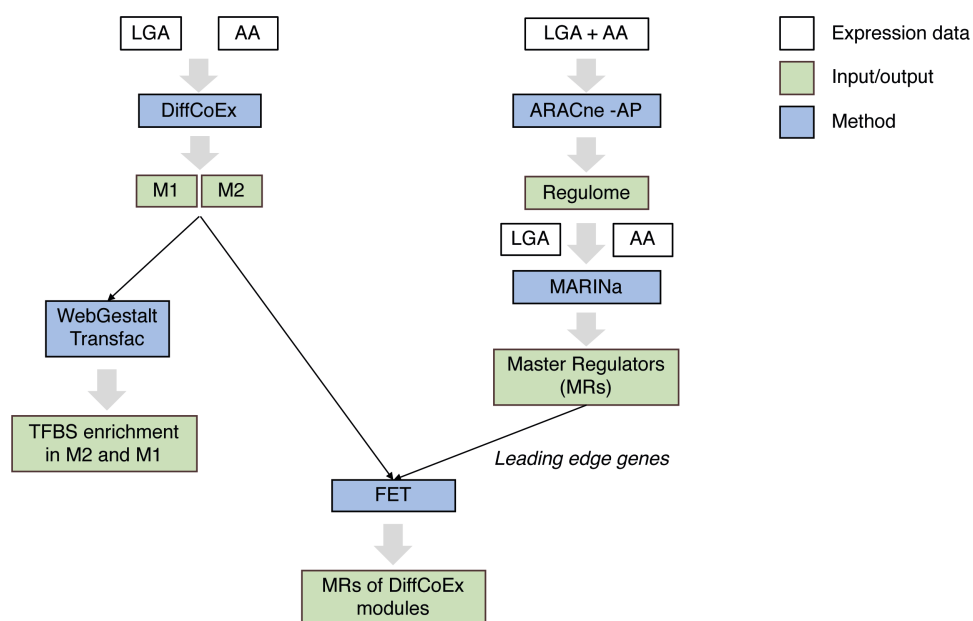 LGA
AA
LGA + AA
Expression data
Input/output
Method
DiffCoEx
ARACne -AP
M1
M2
Regulome
LGA
AA
MARINa
WebGestalt
Transfac
Master Regulators
(MRs)
TFBS enrichment
in M2 and M1
Leading edge genes
FET
MRs of DiffCoEx
modules